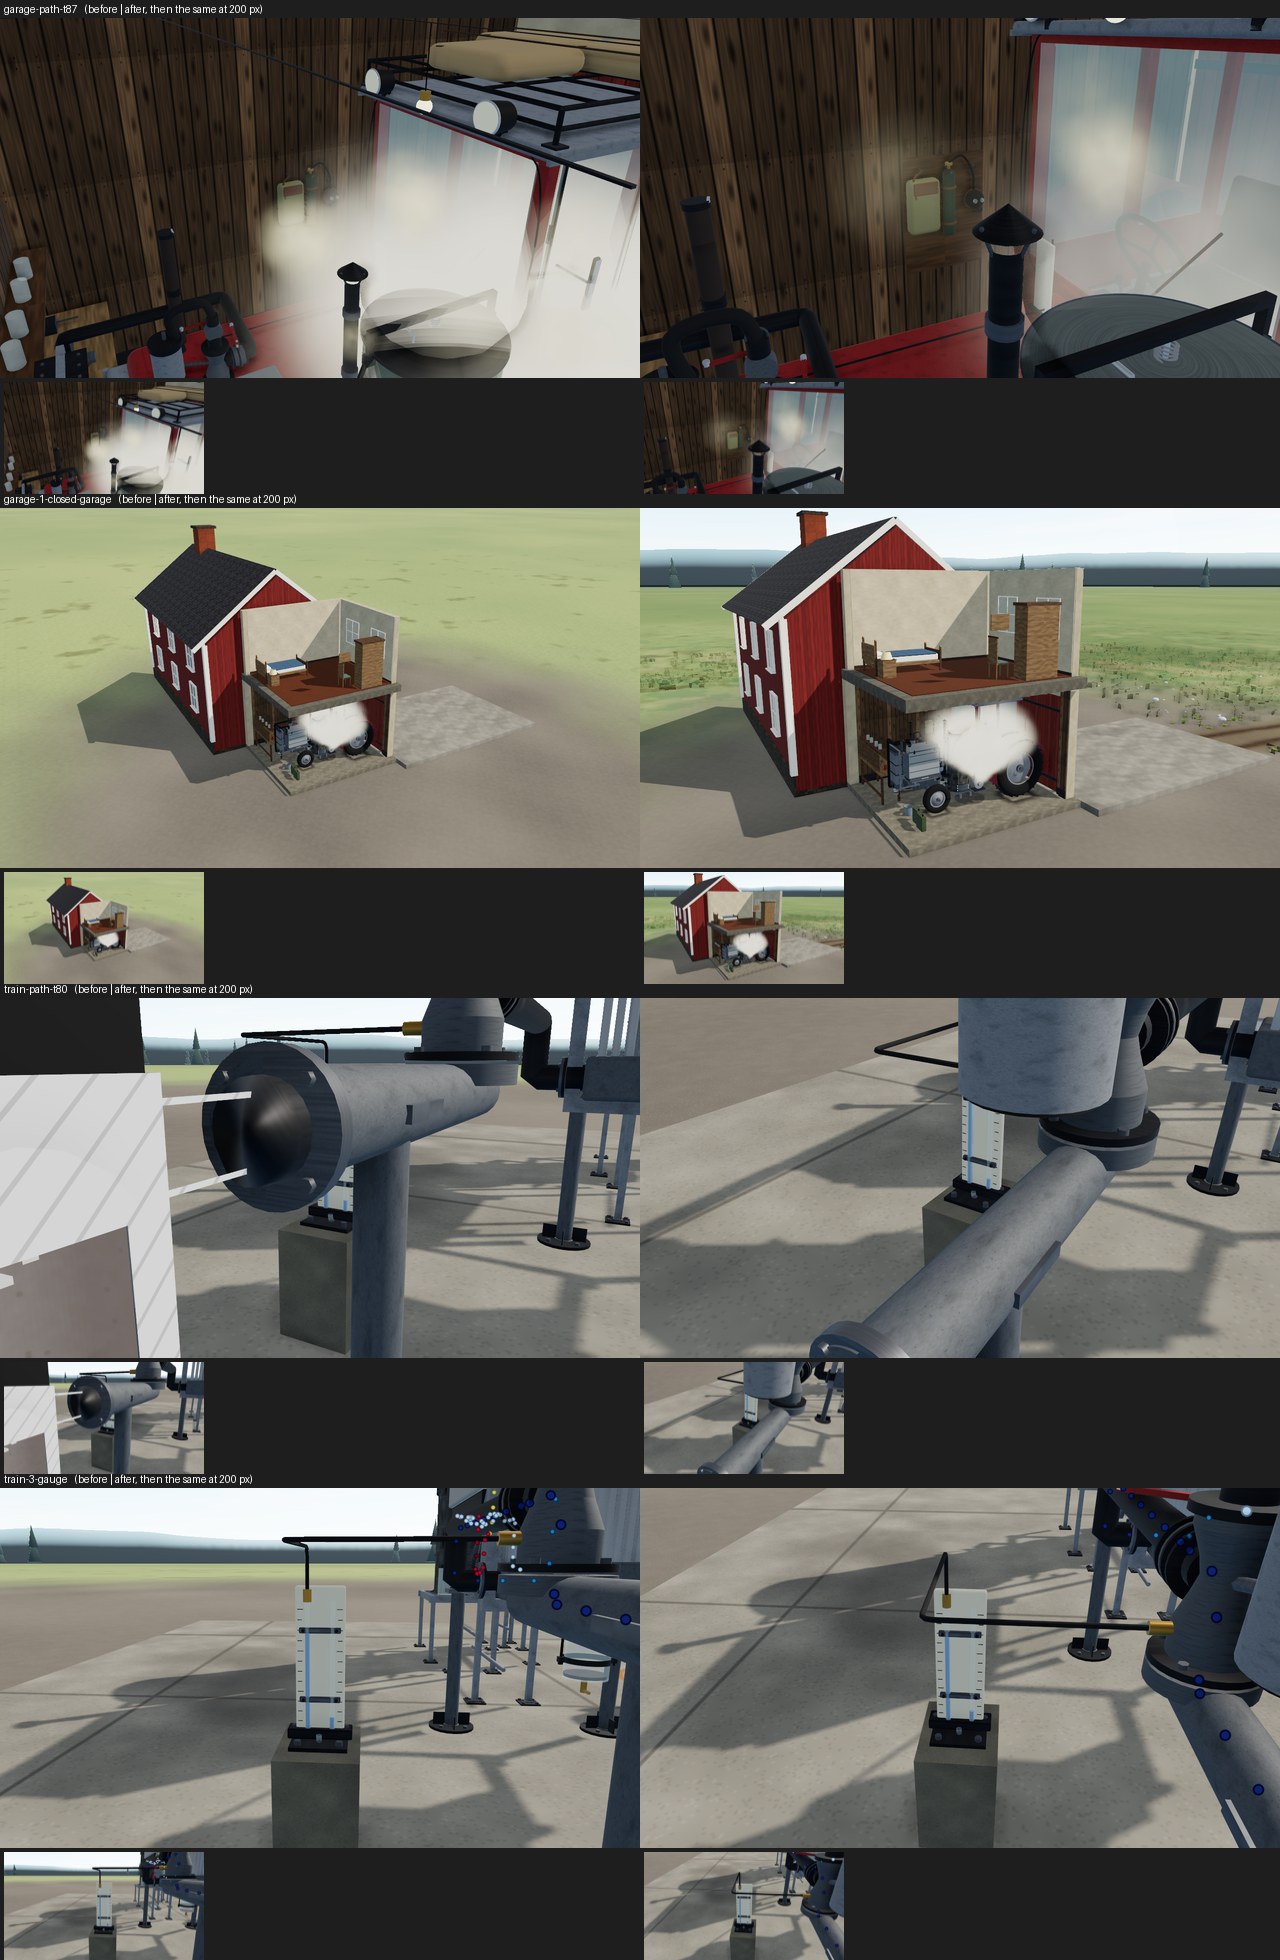 garage-path-t87 (before | after, then the same at 200 px)
garage-1-closed-garage (before | after, then the same at 200 px)
train-path-t80 (before | after, then the same at 200 px)
train-3-gauge (before | after, then the same at 200 px)